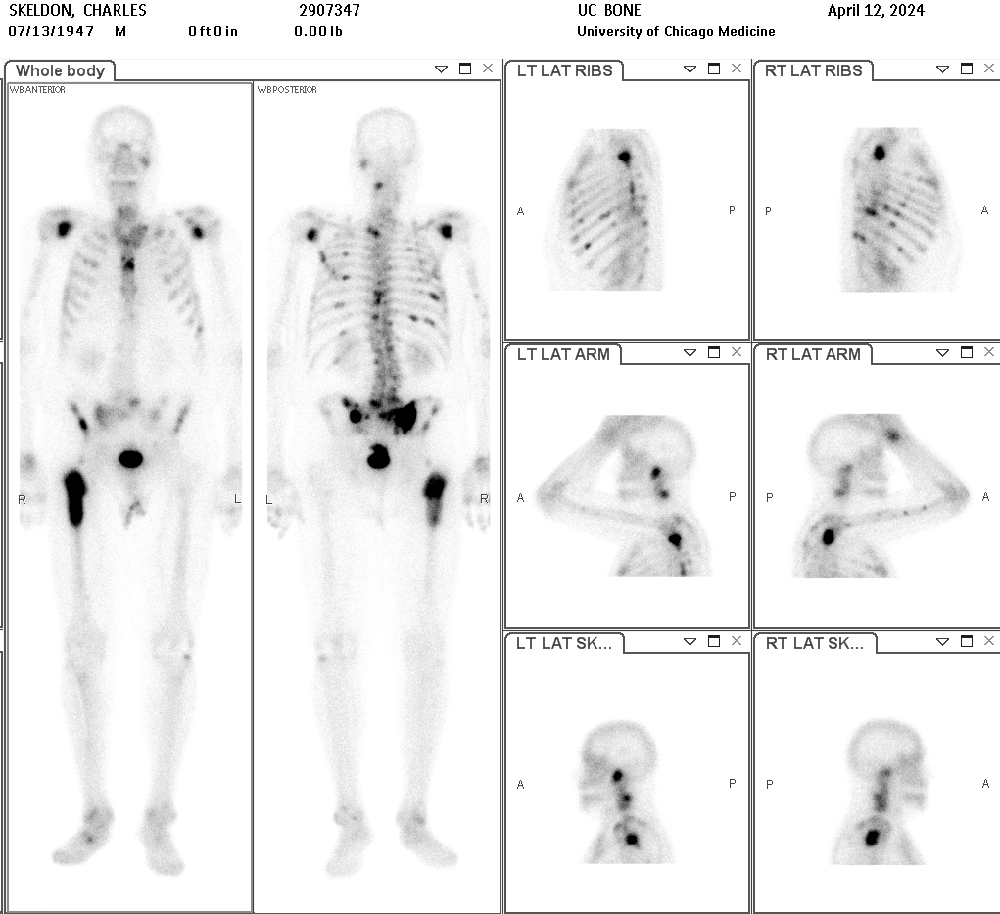 SKELDON, CHARLES 2907347 UC BONE April 12, 2024
07/13/1947 M 0 ft 0 in 0.00 lb University of Chicago Medicine
Whole body LT LAT RIBS RT LAT RIBS
WB ANTERIOR WB POSTERIOR
A P P A
LT LAT ARM RT LAT ARM
R L L R A P P A
LT LAT SK... RT LAT SK...
A P P A